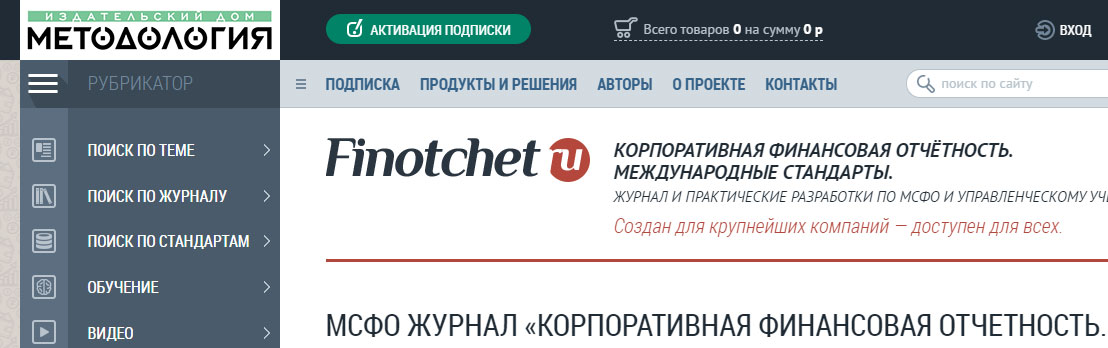 ИЗДАТЕЛЬСКИЙ ДОМ
МЕТОДОЛОГИЯ
АКТИВАЦИЯ ПОДПИСКИ
Всего товаров 0 на сумму 0 р
ВХОД
РУБРИКАТОР
ПОДПИСКА ПРОДУКТЫ И РЕШЕНИЯ АВТОРЫ О ПРОЕКТЕ КОНТАКТЫ
поиск по сайту
ПОИСК ПО ТЕМЕ
ПОИСК ПО ЖУРНАЛУ
ПОИСК ПО СТАНДАРТАМ
ОБУЧЕНИЕ
ВИДЕО
Finotchet ru
КОРПОРАТИВНАЯ ФИНАНСОВАЯ ОТЧЁТНОСТЬ.
МЕЖДУНАРОДНЫЕ СТАНДАРТЫ.
ЖУРНАЛ И ПРАКТИЧЕСКИЕ РАЗРАБОТКИ ПО МСФО И УПРАВЛЕНЧЕСКОМУ УЧЕ
Создан для крупнейших компаний — доступен для всех.
МСФО ЖУРНАЛ «КОРПОРАТИВНАЯ ФИНАНСОВАЯ ОТЧЕТНОСТЬ.